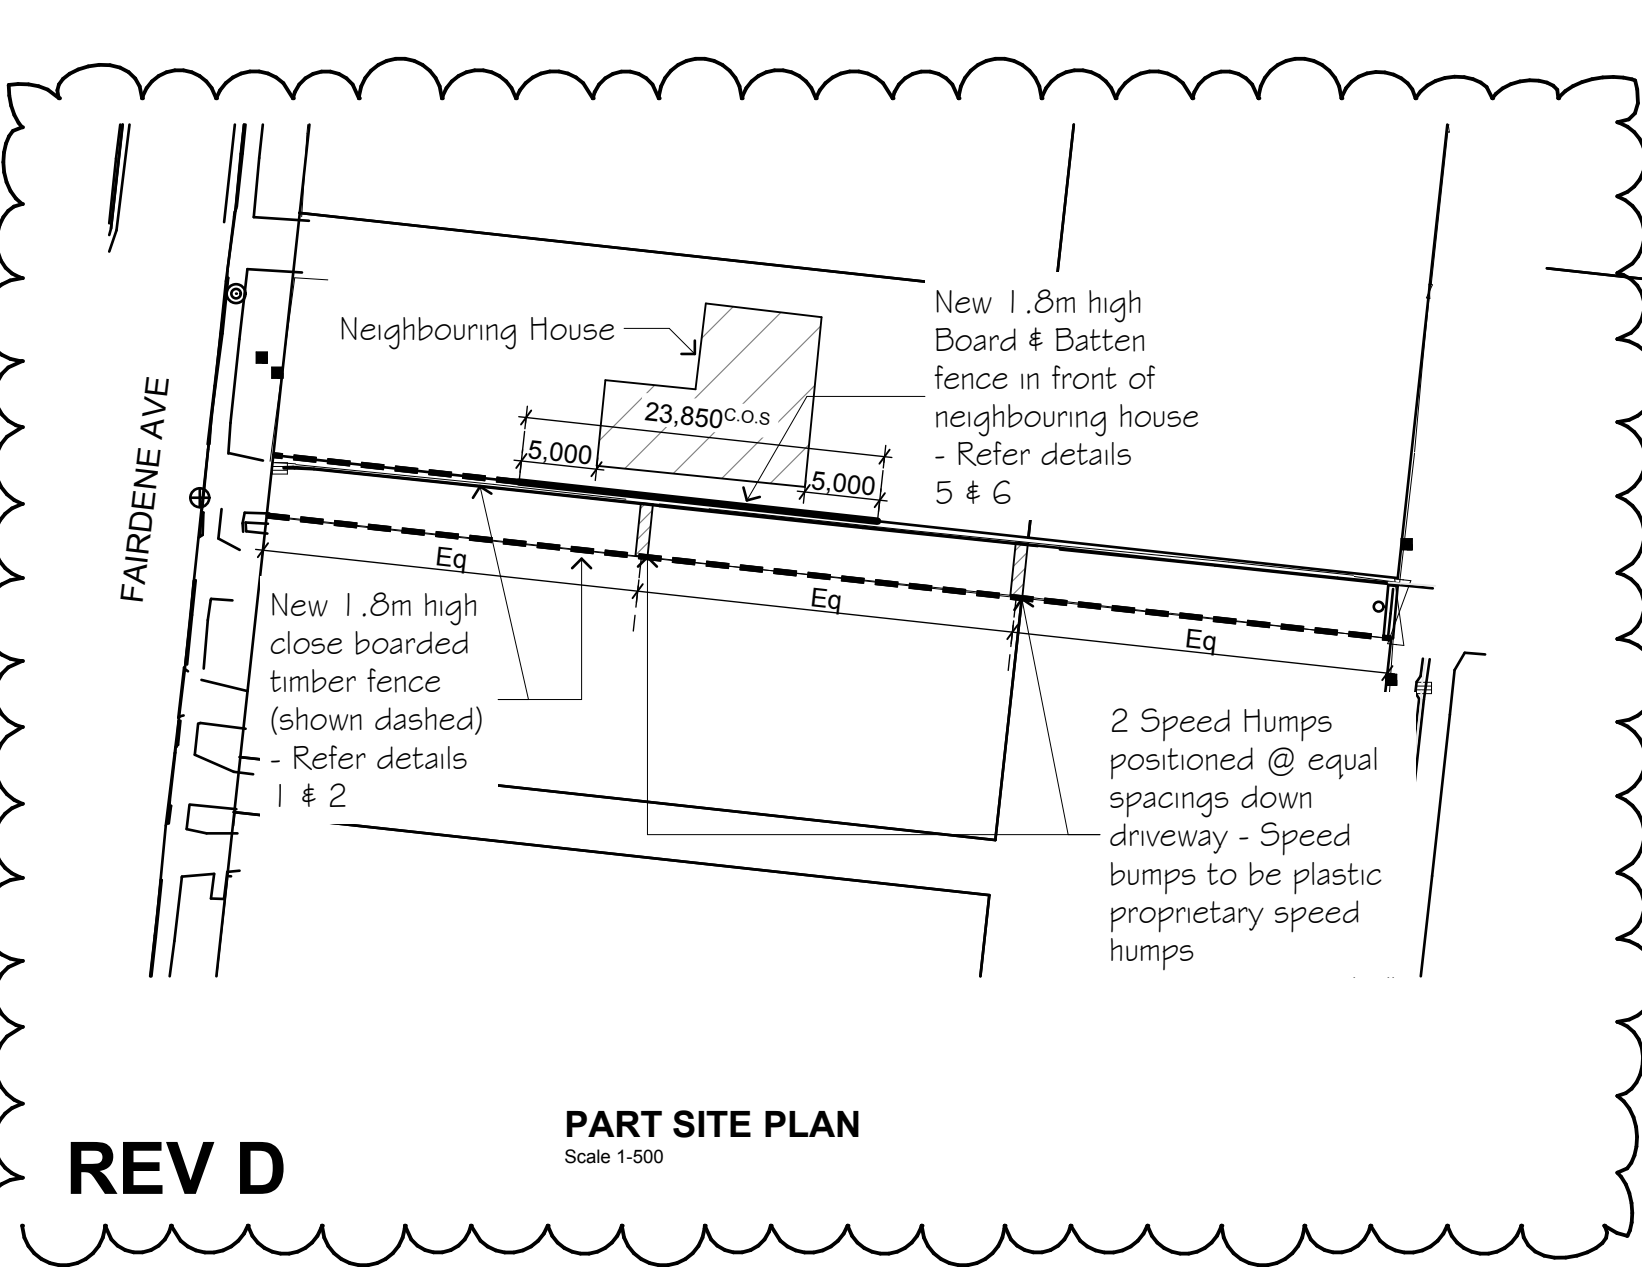 Neighbouring House
New 1.8m high
Board & Batten
fence in front of
neighbouring house
- Refer details
5 & 6
23,850C.O.S
5,000
5,000
FAIRDENE AVE
Eq
Eq
Eq
New 1.8m high
close boarded
timber fence
(shown dashed)
- Refer details
1 & 2
2 Speed Humps
positioned @ equal
spacings down
driveway - Speed
bumps to be plastic
proprietary speed
humps
PART SITE PLAN
Scale 1-500
REV D